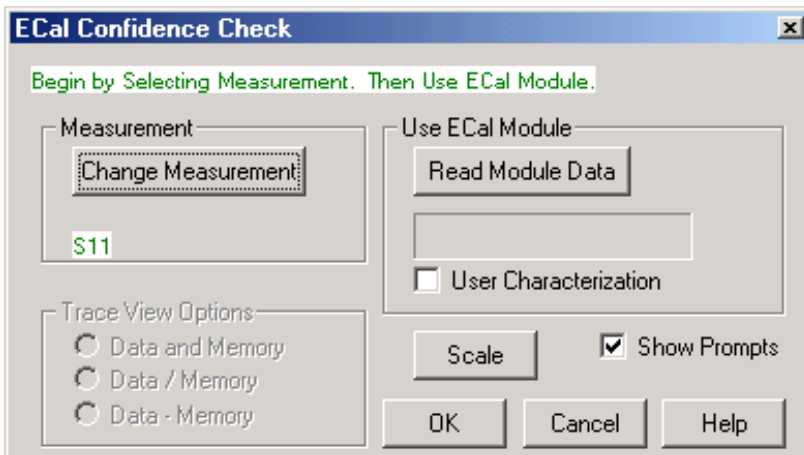 ECal Confidence Check
Begin by Selecting Measurement. Then Use ECal Module.
Measurement
Change Measurement
S11
Use ECal Module
Read Module Data
User Characterization
Trace View Options
Data and Memory
Data / Memory
Data - Memory
Scale
Show Prompts
OK
Cancel
Help